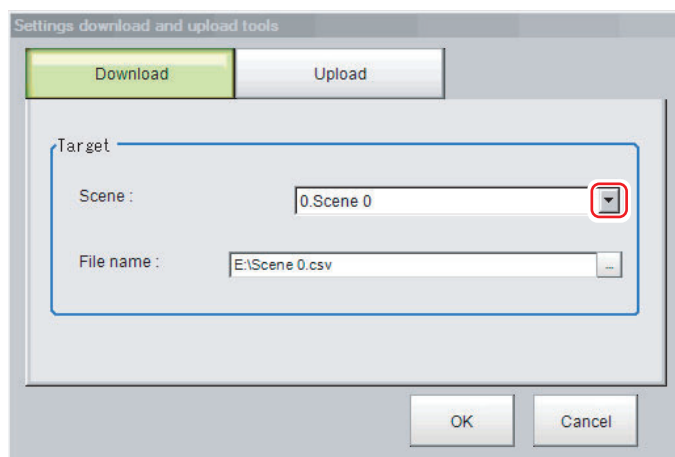 Settings download and upload tools
Download Upload
Target
Scene : 0.Scene 0
File name : E:\Scene 0.csv ...
OK Cancel